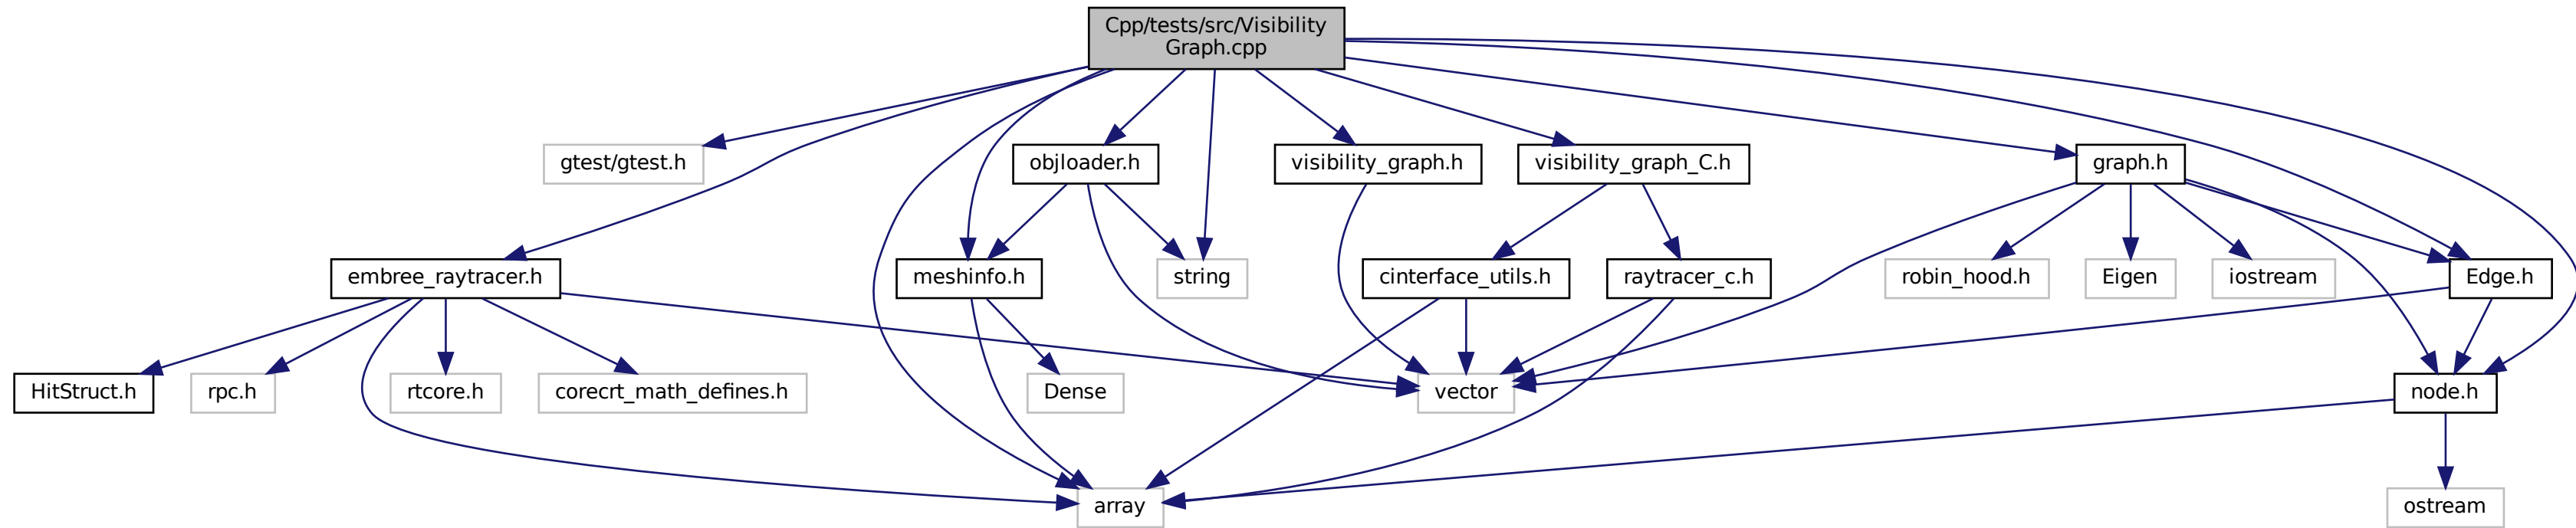 Cpp/tests/src/Visibility
Graph.cpp
gtest/gtest.h
objloader.h
visibility_graph.h
visibility_graph_C.h
graph.h
embree_raytracer.h
meshinfo.h
string
cinterface_utils.h
raytracer_c.h
robin_hood.h
Eigen
iostream
Edge.h
HitStruct.h
rpc.h
rtcore.h
corecrt_math_defines.h
Dense
vector
node.h
array
ostream